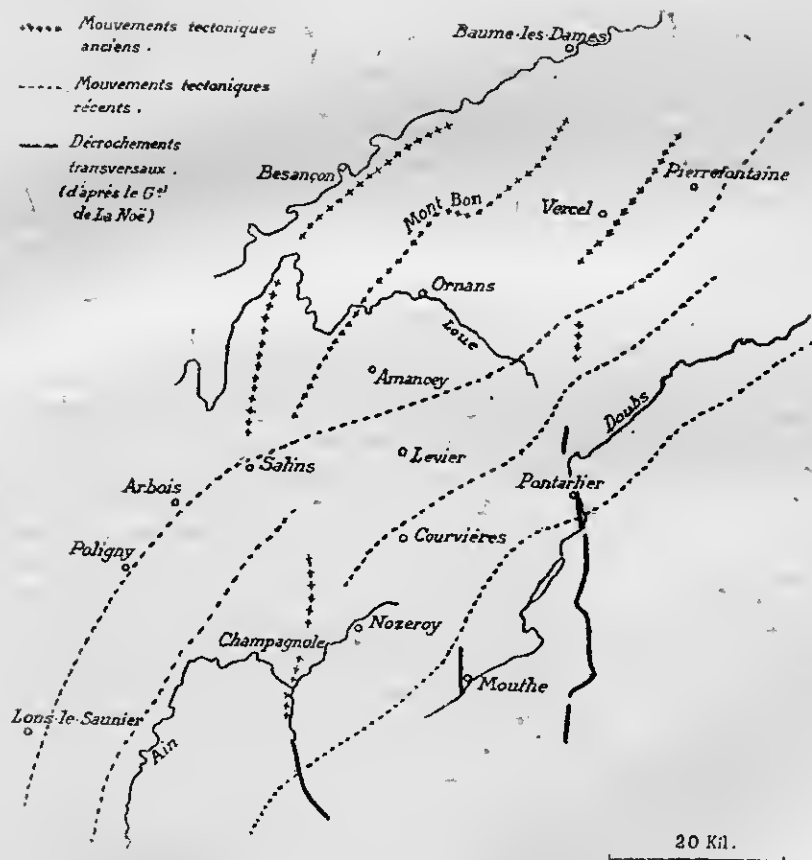 Mouvements tectoniques
anciens.
Mouvements tectoniques
récents.
Décrochements
transversaux.
(d'après le Gal
de La Noë)
Baume-les-Dames
Besançon
Pierrefontaine
Mont Bon
Vercel
Ornans
Loue
Amancey
Doubs
Levier
Salins
Pontarlier
Arbois
Courvières
Poligny
Nozeroy
Champagnole
Mouthe
Lons-le-Saunier
Ain
20 Kil.